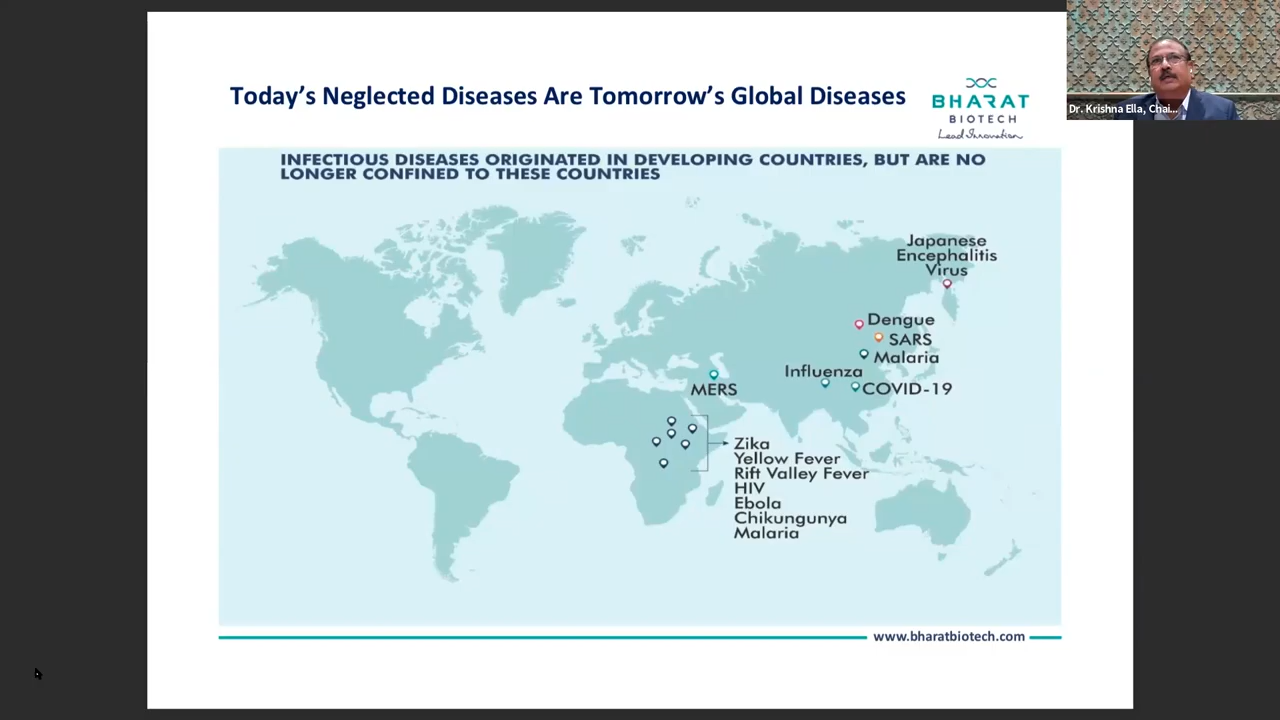 Today's Neglected Diseases Are Tomorrow's Global Diseases
BHARAT
BIOTECH
Lead Innovation
Dr. Krishna Ella, Chai...
INFECTIOUS DISEASES ORIGINATED IN DEVELOPING COUNTRIES, BUT ARE NO
LONGER CONFINED TO THESE COUNTRIES
Japanese
Encephalitis
Virus
Dengue
SARS
Malaria
Influenza
COVID-19
MERS
Zika
Yellow Fever
Rift Valley Fever
HIV
Ebola
Chikungunya
Malaria
www.bharatbiotech.com